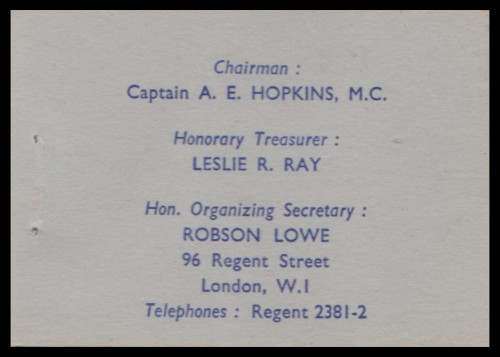 Chairman :
Captain A. E. HOPKINS, M.C.
Honorary Treasurer :
LESLIE R. RAY
Hon. Organizing Secretary :
ROBSON LOWE
96 Regent Street
London, W.1
Telephones : Regent 2381-2